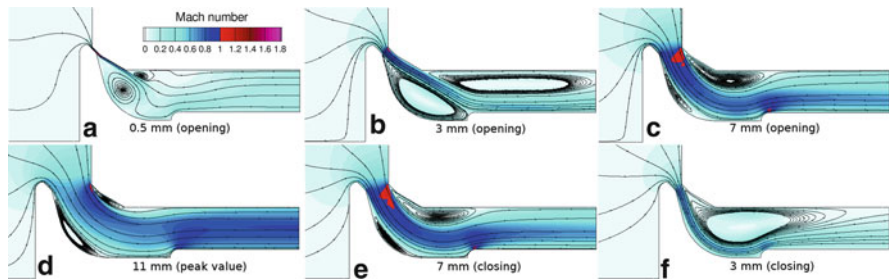 Mach number
0 0.2 0.4 0.6 0.8 1 1.2 1.4 1.6 1.8
a
0.5 mm (opening)
b
3 mm (opening)
c
7 mm (opening)
d
11 mm (peak value)
e
7 mm (closing)
f
3 mm (closing)